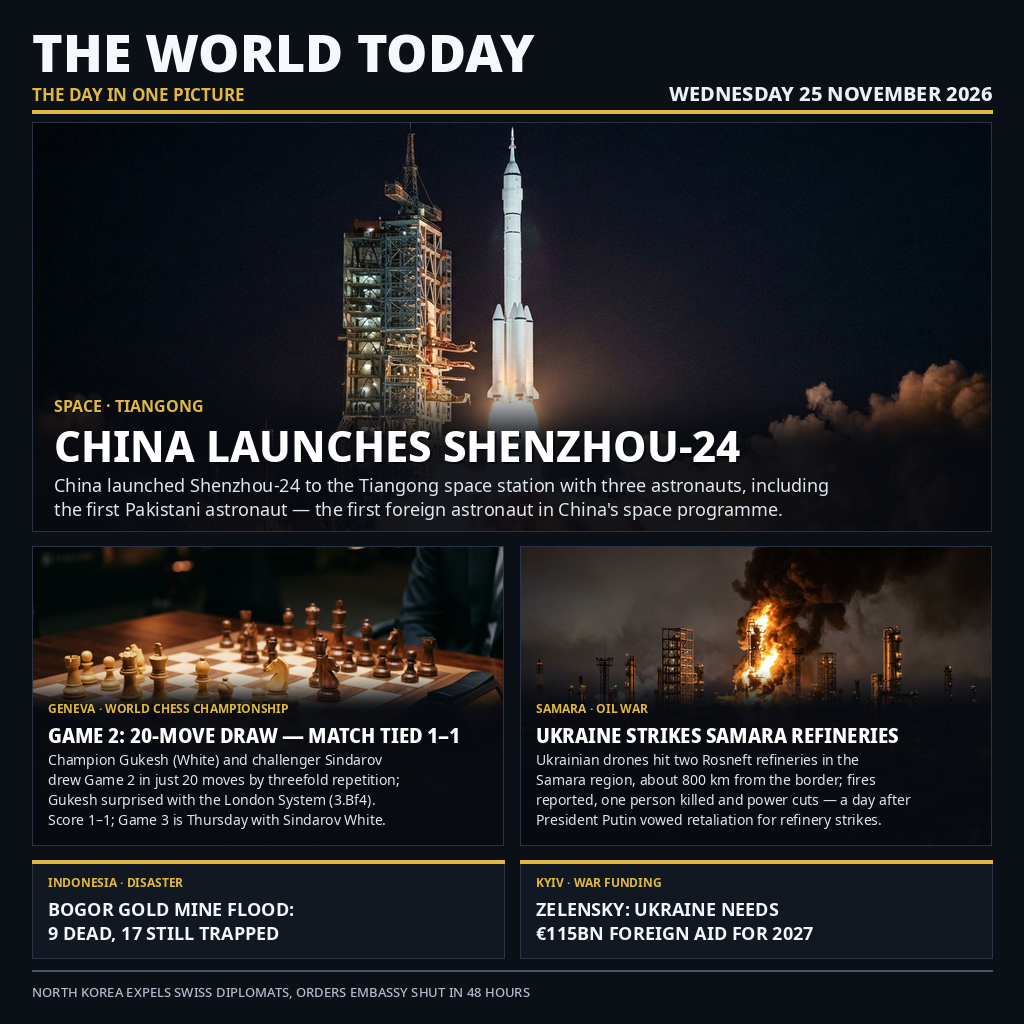 THE WORLD TODAY
THE DAY IN ONE PICTURE
WEDNESDAY 25 NOVEMBER 2026
SPACE · TIANGONG
CHINA LAUNCHES SHENZHOU-24
China launched Shenzhou-24 to the Tiangong space station with three astronauts, including
the first Pakistani astronaut — the first foreign astronaut in China's space programme.
GENEVA · WORLD CHESS CHAMPIONSHIP
GAME 2: 20-MOVE DRAW — MATCH TIED 1–1
Champion Gukesh (White) and challenger Sindarov
drew Game 2 in just 20 moves by threefold repetition;
Gukesh surprised with the London System (3.Bf4).
Score 1–1; Game 3 is Thursday with Sindarov White.
SAMARA · OIL WAR
UKRAINE STRIKES SAMARA REFINERIES
Ukrainian drones hit two Rosneft refineries in the
Samara region, about 800 km from the border; fires
reported, one person killed and power cuts — a day after
President Putin vowed retaliation for refinery strikes.
INDONESIA · DISASTER
BOGOR GOLD MINE FLOOD:
9 DEAD, 17 STILL TRAPPED
KYIV · WAR FUNDING
ZELENSKY: UKRAINE NEEDS
€115BN FOREIGN AID FOR 2027
NORTH KOREA EXPELS SWISS DIPLOMATS, ORDERS EMBASSY SHUT IN 48 HOURS